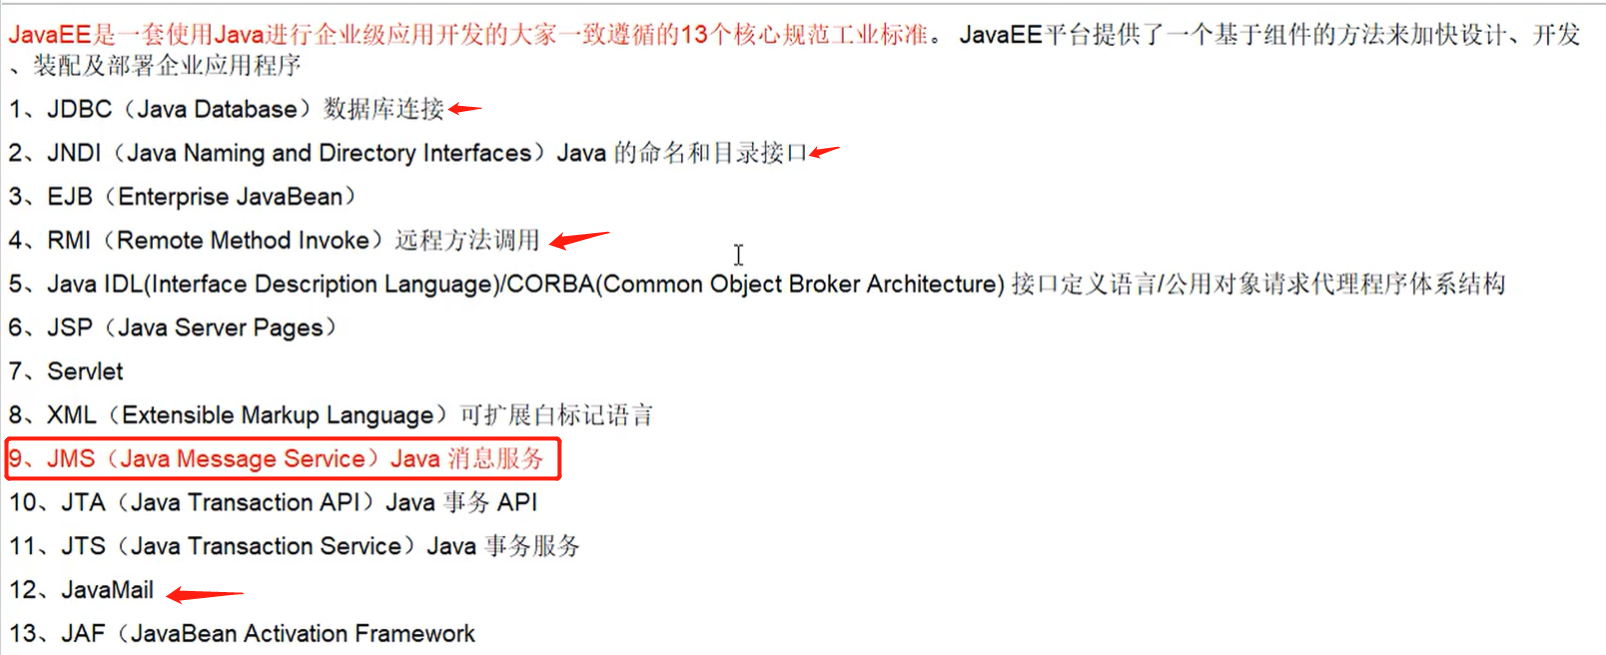 JavaEE是一套使用Java进行企业级应用开发的大家一致遵循的13个核心规范工业标准。 JavaEE平台提供了一个基于组件的方法来加快设计、开发
、装配及部署企业应用程序
1、JDBC（Java Database）数据库连接
2、JNDI（Java Naming and Directory Interfaces）Java 的命名和目录接口
3、EJB（Enterprise JavaBean）
4、RMI（Remote Method Invoke）远程方法调用
5、Java IDL(Interface Description Language)/CORBA(Common Object Broker Architecture) 接口定义语言/公用对象请求代理程序体系结构
6、JSP（Java Server Pages）
7、Servlet
8、XML（Extensible Markup Language）可扩展白标记语言
9、JMS（Java Message Service）Java 消息服务
10、JTA（Java Transaction API）Java 事务 API
11、JTS（Java Transaction Service）Java 事务服务
12、JavaMail
13、JAF（JavaBean Activation Framework